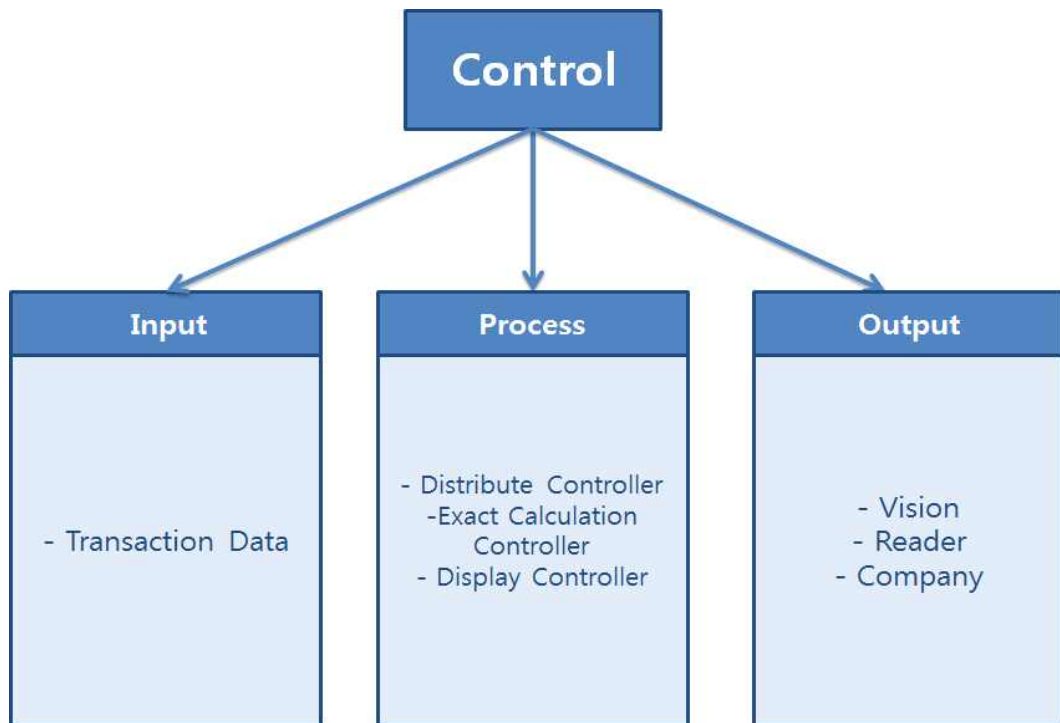 Control
Input
- Transaction Data
Process
- Distribute Controller
-Exact Calculation
Controller
- Display Controller
Output
- Vision
- Reader
- Company